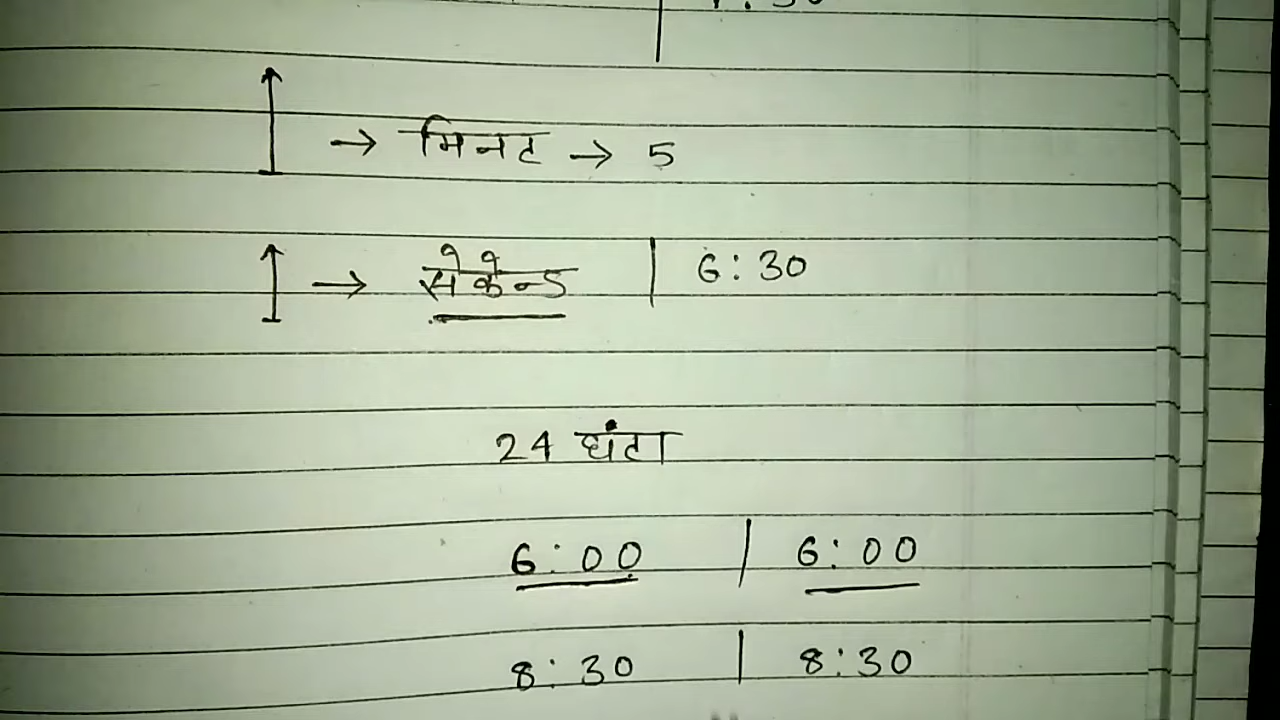 → मिनट → 5
→ सेकेन्ड | 6:30
24 घंटा
6:00 | 6:00
8:30 | 8:30